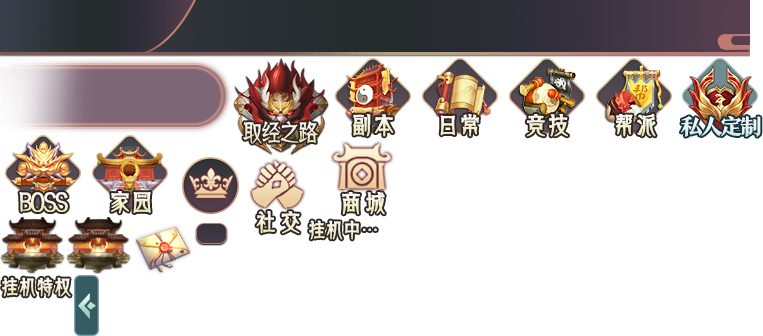 取经之路
副本
日常
竞技
帮派
私人定制
BOSS
家园
社交
商城
挂机中…
挂机特权
帮